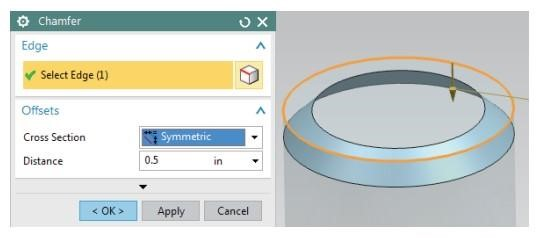 Chamfer
Edge
Select Edge (1)
Offsets
Cross Section Symmetric
Distance 0.5 in
< OK > Apply Cancel